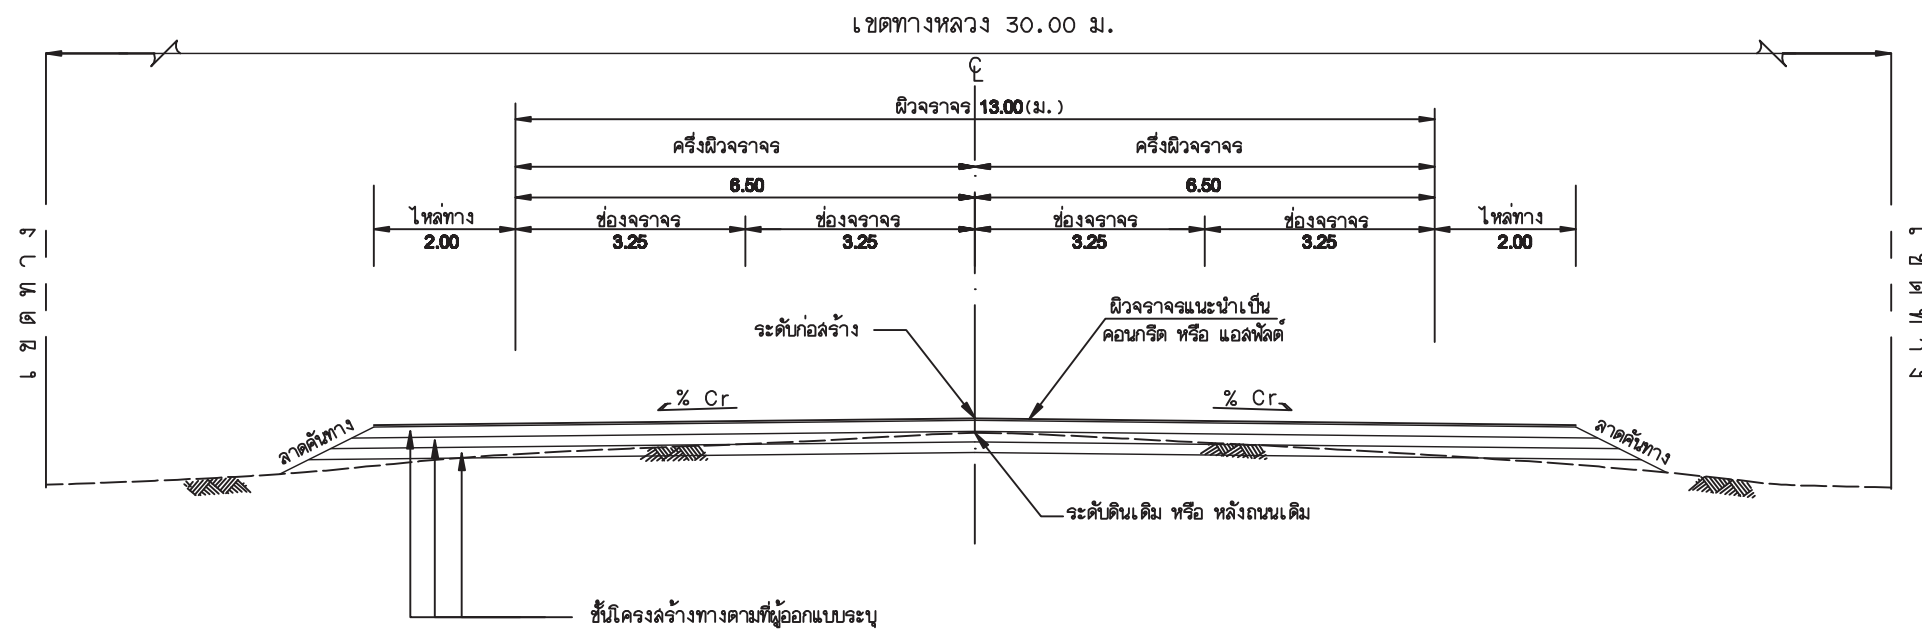 เขตทางหลวง 30.00 ม.
℄
ผิวจราจร 13.00(ม.)
ครึ่งผิวจราจร ครึ่งผิวจราจร
6.50 6.50
ไหล่ทาง ช่องจราจร ช่องจราจร ช่องจราจร ช่องจราจร ไหล่ทาง
2.00 3.25 3.25 3.25 3.25 2.00
เขตทาง
เขตทาง
ระดับก่อสร้าง
ผิวจราจรแนะนำเป็น
คอนกรีต หรือ แอสฟัลต์
% Cr % Cr
ลาดคันทาง ลาดคันทาง
ระดับดินเดิม หรือ หลังถนนเดิม
ชั้นโครงสร้างทางตามที่ผู้ออกแบบระบุ